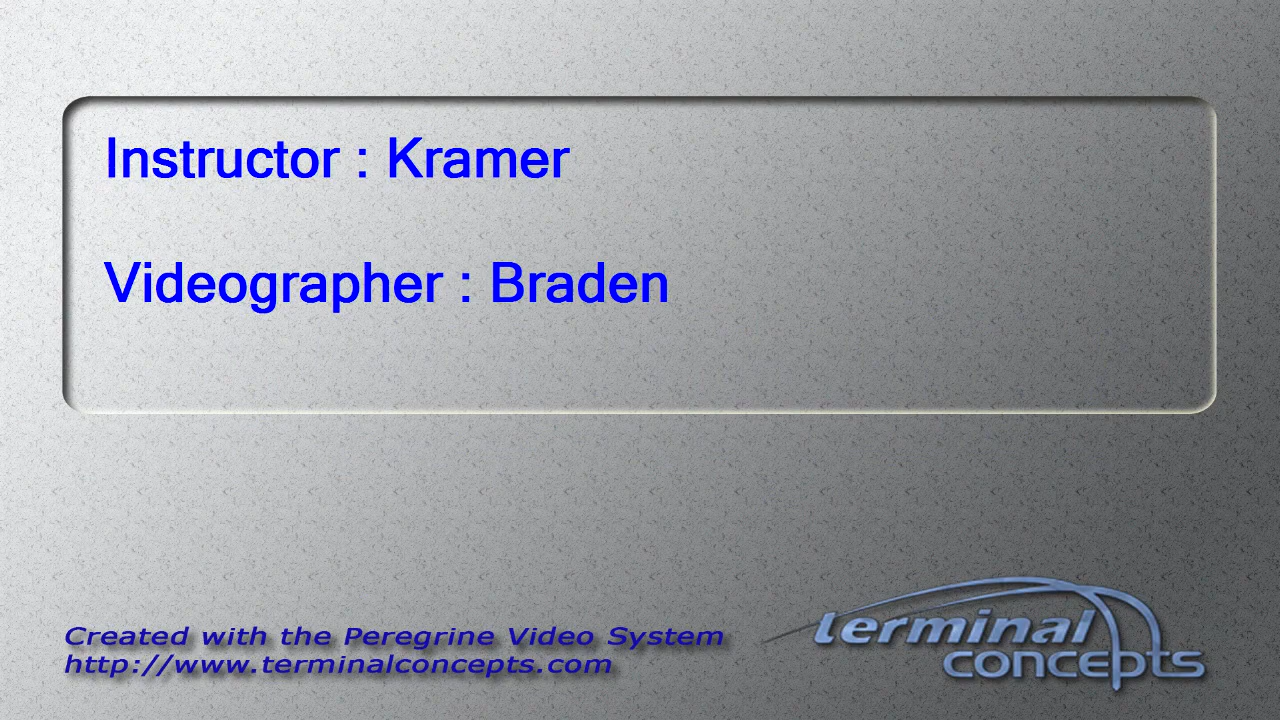 Instructor : Kramer
Videographer : Braden
Created with the Peregrine Video System
http://www.terminalconcepts.com
terminal
concepts